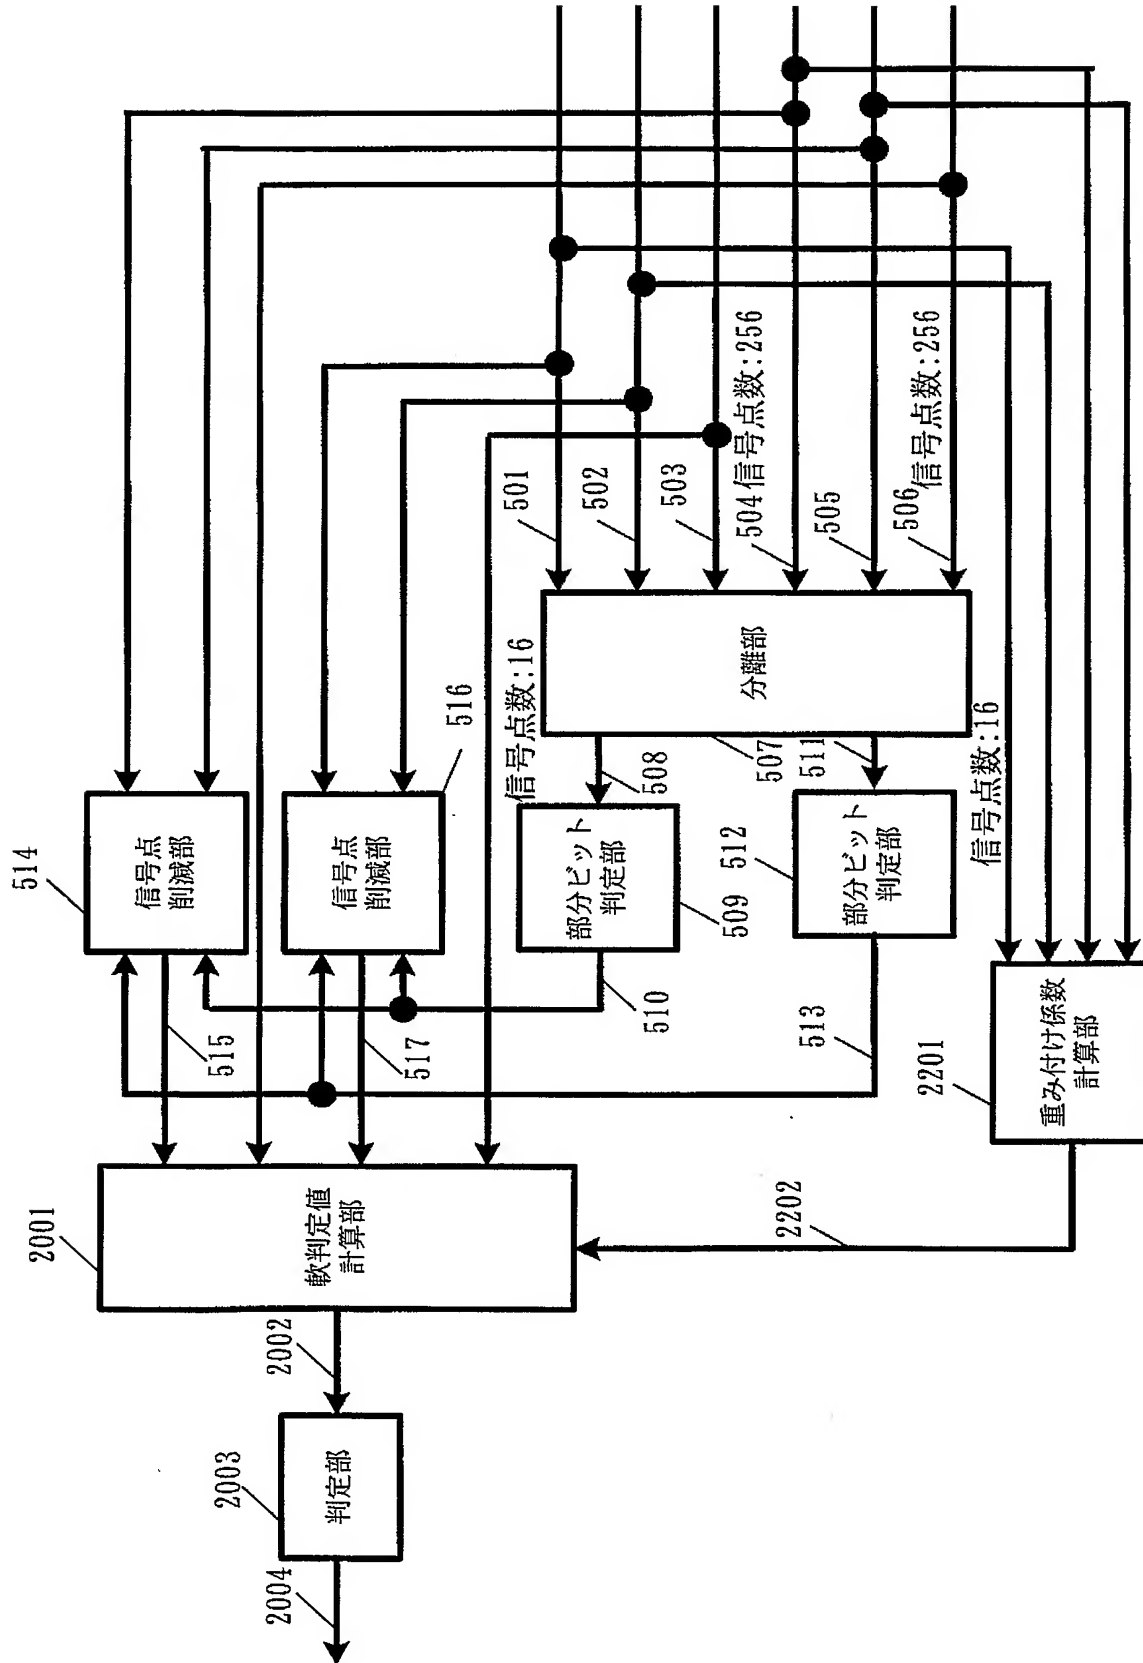 514
信号点
削減部
515
516
信号点
削減部
517
信号点数:16
508
部分ビット
判定部
509
510
501
502
503
504 信号点数:256
505
506 信号点数:256
分離部
507
511
信号点数:16
512
部分ビット
判定部
513
2201
重み付け係数
計算部
2202
2001
軟判定値
計算部
2002
2003
判定部
2004